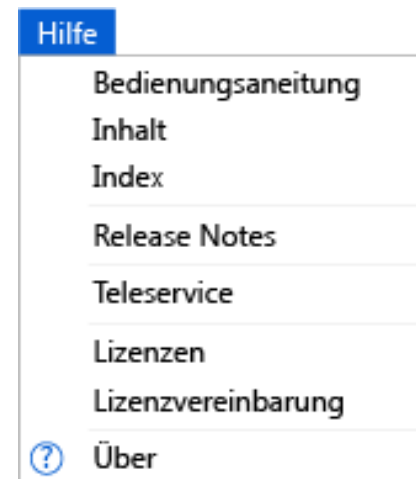 Hilfe
Bedienungsaneitung
Inhalt
Index
Release Notes
Teleservice
Lizenzen
Lizenzvereinbarung
Über